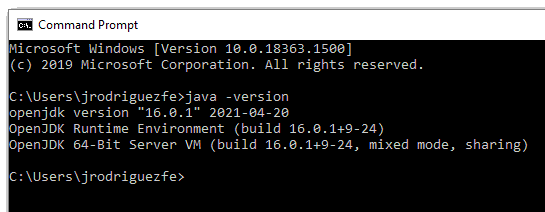 Command Prompt
Microsoft Windows [Version 10.0.18363.1500]
(c) 2019 Microsoft Corporation. All rights reserved.
C:\Users\jrodriguezfe>java -version
openjdk version "16.0.1" 2021-04-20
OpenJDK Runtime Environment (build 16.0.1+9-24)
OpenJDK 64-Bit Server VM (build 16.0.1+9-24, mixed mode, sharing)
C:\Users\jrodriguezfe>